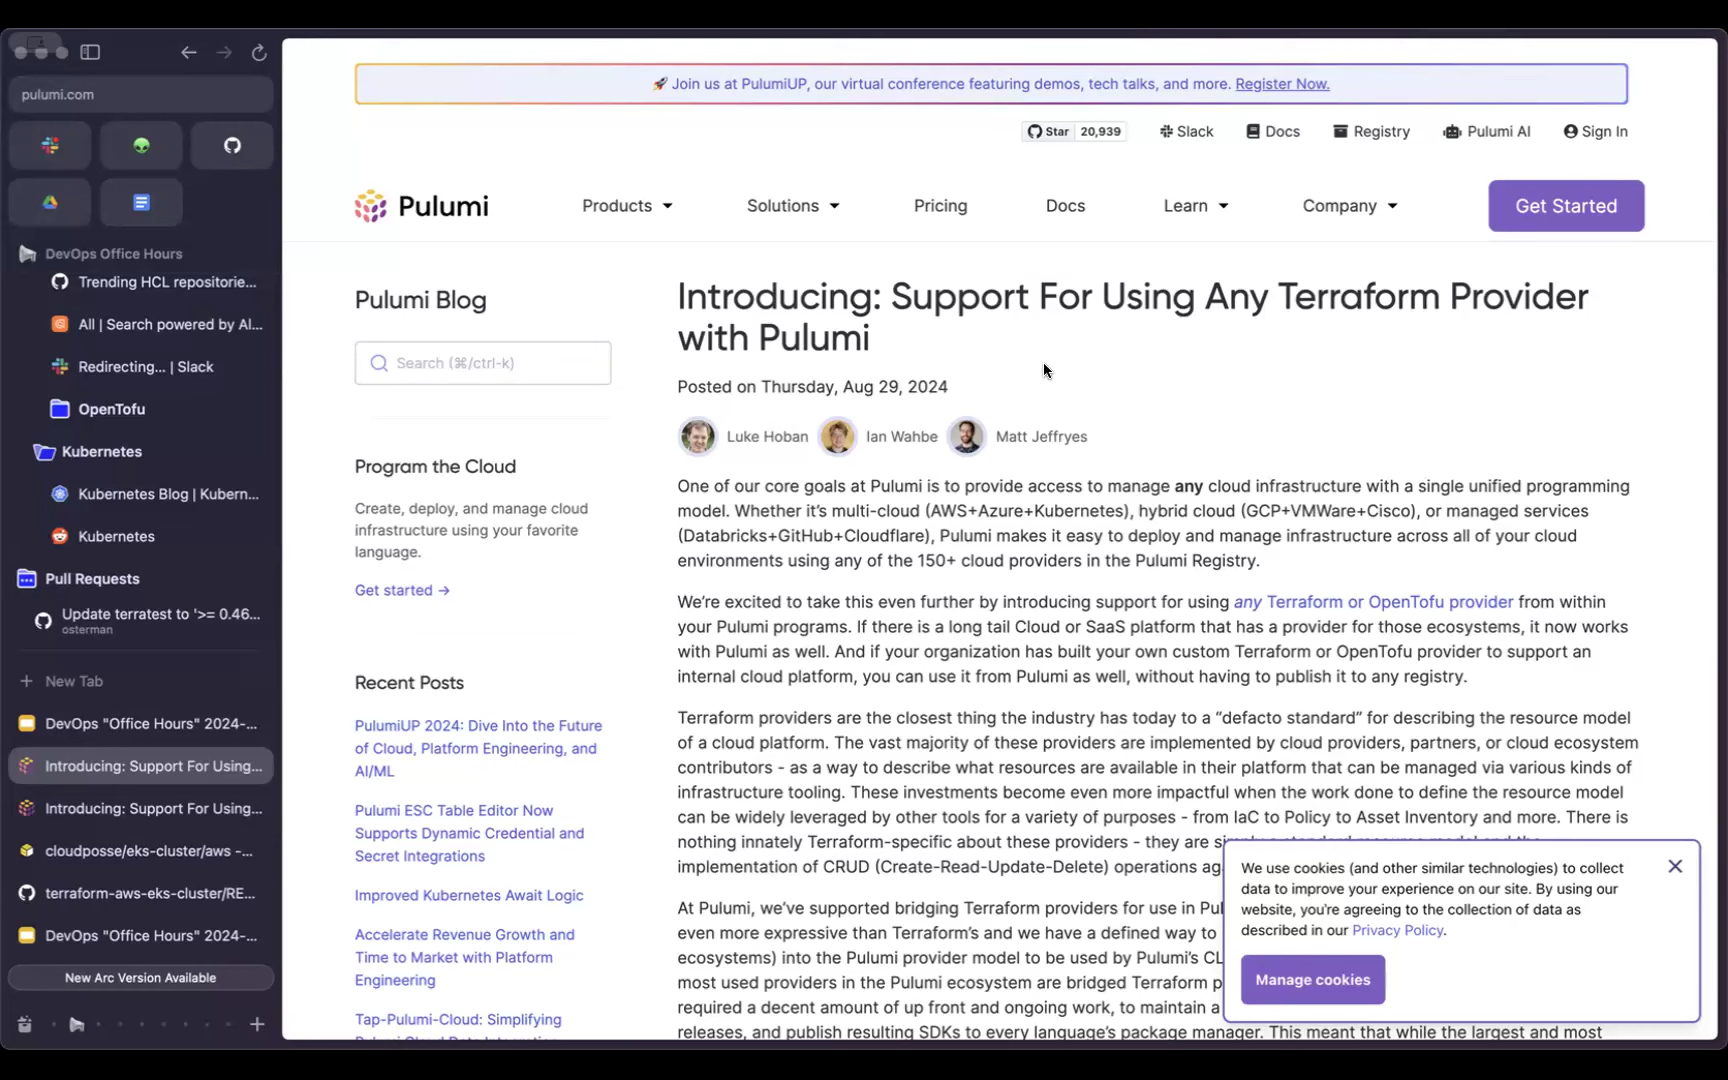 pulumi.com
DevOps Office Hours
Trending HCL repositorie...
All | Search powered by Al...
Redirecting... | Slack
OpenTofu
Kubernetes
Kubernetes Blog | Kubern...
Kubernetes
Pull Requests
Update terratest to '>= 0.46...
osterman
New Tab
DevOps "Office Hours" 2024-...
Introducing: Support For Using...
Introducing: Support For Using...
cloudposse/eks-cluster/aws -...
terraform-aws-eks-cluster/RE...
DevOps "Office Hours" 2024-...
New Arc Version Available
🚀 Join us at PulumiUP, our virtual conference featuring demos, tech talks, and more. Register Now.
Star 20,939 Slack Docs Registry Pulumi AI Sign In
Pulumi Products Solutions Pricing Docs Learn Company Get Started
Pulumi Blog
Search (⌘/ctrl-k)
Program the Cloud
Create, deploy, and manage cloud
infrastructure using your favorite
language.
Get started →
Recent Posts
PulumiUP 2024: Dive Into the Future
of Cloud, Platform Engineering, and
AI/ML
Pulumi ESC Table Editor Now
Supports Dynamic Credential and
Secret Integrations
Improved Kubernetes Await Logic
Accelerate Revenue Growth and
Time to Market with Platform
Engineering
Tap-Pulumi-Cloud: Simplifying
Introducing: Support For Using Any Terraform Provider
with Pulumi
Posted on Thursday, Aug 29, 2024
Luke Hoban Ian Wahbe Matt Jeffryes
One of our core goals at Pulumi is to provide access to manage any cloud infrastructure with a single unified programming
model. Whether it's multi-cloud (AWS+Azure+Kubernetes), hybrid cloud (GCP+VMWare+Cisco), or managed services
(Databricks+GitHub+Cloudflare), Pulumi makes it easy to deploy and manage infrastructure across all of your cloud
environments using any of the 150+ cloud providers in the Pulumi Registry.
We're excited to take this even further by introducing support for using any Terraform or OpenTofu provider from within
your Pulumi programs. If there is a long tail Cloud or SaaS platform that has a provider for those ecosystems, it now works
with Pulumi as well. And if your organization has built your own custom Terraform or OpenTofu provider to support an
internal cloud platform, you can use it from Pulumi as well, without having to publish it to any registry.
Terraform providers are the closest thing the industry has today to a “defacto standard” for describing the resource model
of a cloud platform. The vast majority of these providers are implemented by cloud providers, partners, or cloud ecosystem
contributors - as a way to describe what resources are available in their platform that can be managed via various kinds of
infrastructure tooling. These investments become even more impactful when the work done to define the resource model
can be widely leveraged by other tools for a variety of purposes - from IaC to Policy to Asset Inventory and more. There is
nothing innately Terraform-specific about these providers - they are
implementation of CRUD (Create-Read-Update-Delete) operations
At Pulumi, we've supported bridging Terraform providers for use in
even more expressive than Terraform's and we have a defined way to
ecosystems) into the Pulumi provider model to be used by Pulumi's
most used providers in the Pulumi ecosystem are bridged Terraform
required a decent amount of up front and ongoing work, to maintain a
releases, and publish resulting SDKs to every language's package manager. This meant that while the largest and most
We use cookies (and other similar technologies) to collect
data to improve your experience on our site. By using our
website, you're agreeing to the collection of data as
described in our Privacy Policy.
Manage cookies